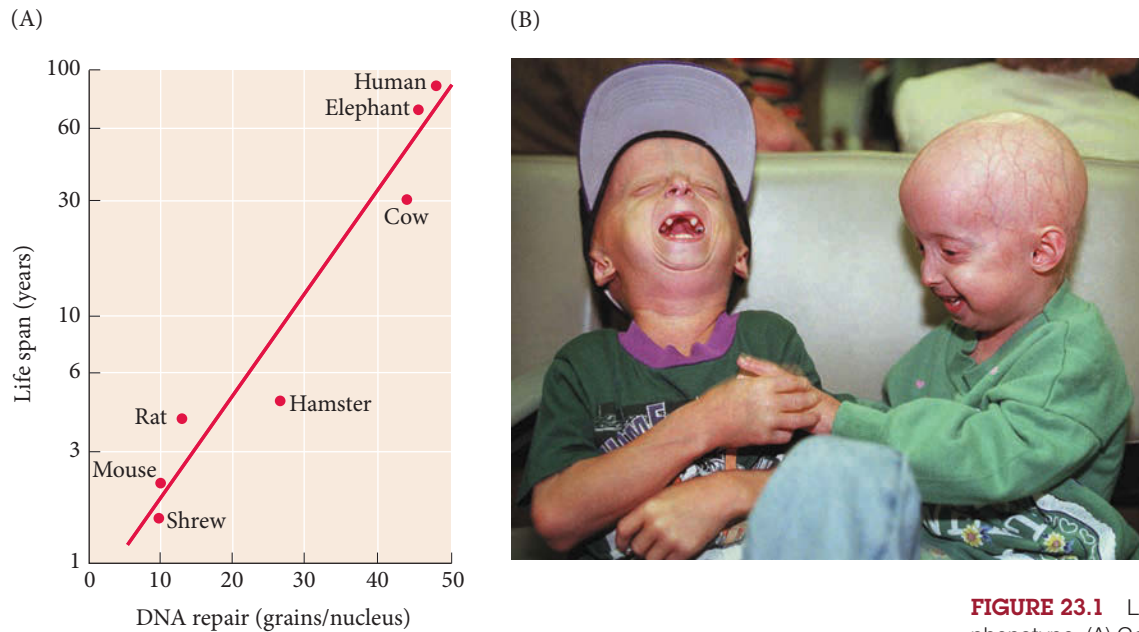 (A)
(B)
100
60
30
10
6
3
1
Life span (years)
Human
Elephant
Cow
Hamster
Rat
Mouse
Shrew
0 10 20 30 40 50
DNA repair (grains/nucleus)
FIGURE 23.1